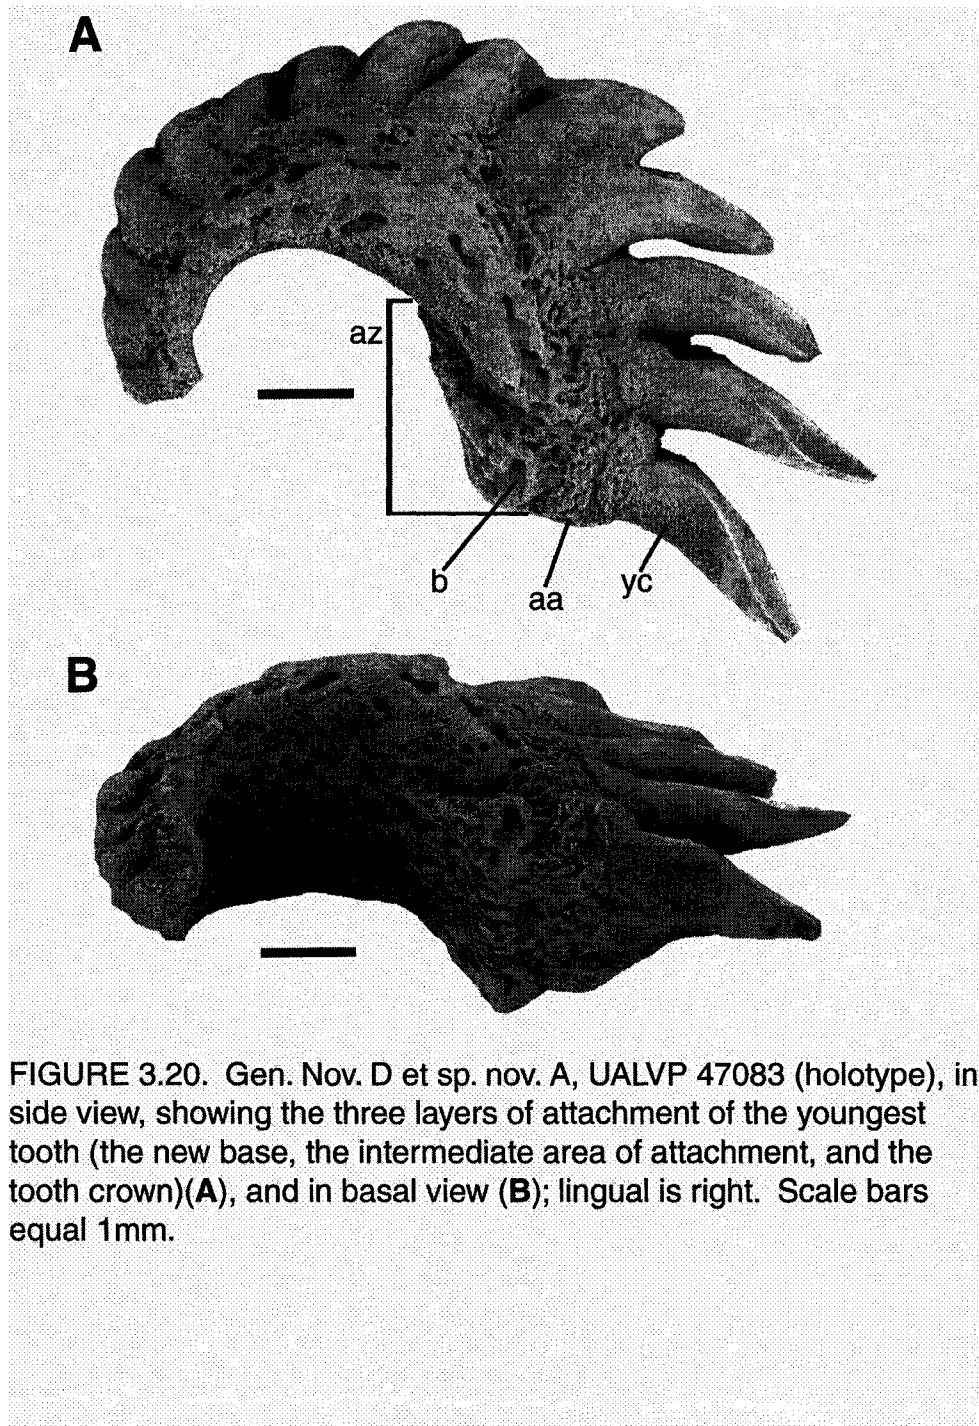 A
az
b
aa
yc
B
FIGURE 3.20. Gen. Nov. D et sp. nov. A, UALVP 47083 (holotype), in
side view, showing the three layers of attachment of the youngest
tooth (the new base, the intermediate area of attachment, and the
tooth crown)(A), and in basal view (B); lingual is right. Scale bars
equal 1mm.